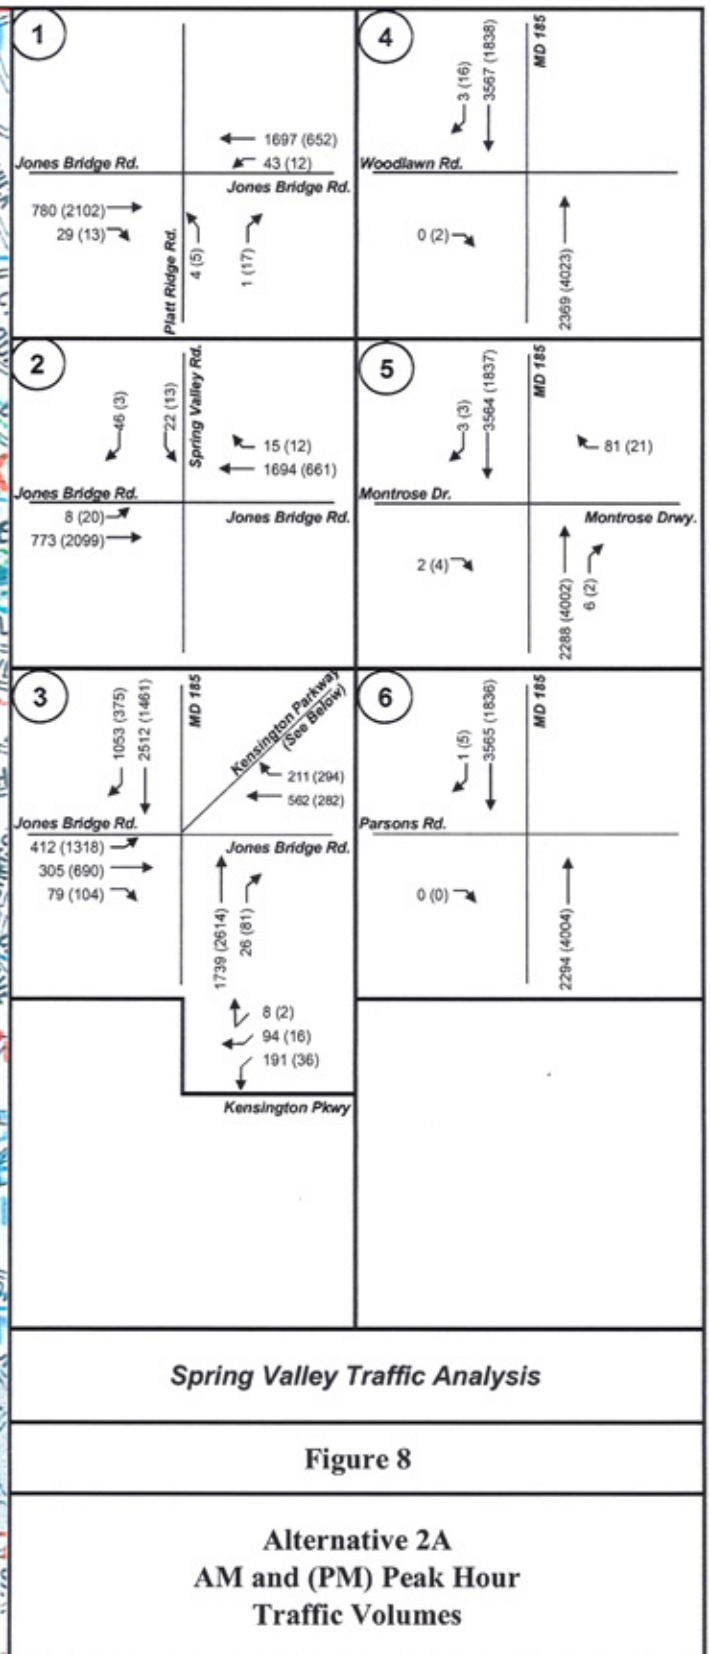 1
1697 (652)
43 (12)
Jones Bridge Rd.
Jones Bridge Rd.
780 (2102)
29 (13)
Platt Ridge Rd.
4 (5)
1 (17)
2
46 (3)
22 (13)
Spring Valley Rd.
15 (12)
1694 (661)
Jones Bridge Rd.
Jones Bridge Rd.
8 (20)
773 (2099)
3
1053 (375)
2512 (1461)
MD 185
Kensington Parkway
(See Below)
211 (294)
562 (282)
Jones Bridge Rd.
Jones Bridge Rd.
412 (1318)
305 (690)
79 (104)
1739 (2614)
26 (81)
8 (2)
94 (16)
191 (36)
Kensington Pkwy
4
3 (16)
3567 (1838)
MD 185
Woodlawn Rd.
0 (2)
2369 (4023)
5
3 (3)
3564 (1837)
MD 185
81 (21)
Montrose Dr.
Montrose Drwy.
2 (4)
2288 (4002)
6 (2)
6
1 (5)
3565 (1836)
MD 185
Parsons Rd.
0 (0)
2294 (4004)
Spring Valley Traffic Analysis
Figure 8
Alternative 2A
AM and (PM) Peak Hour
Traffic Volumes